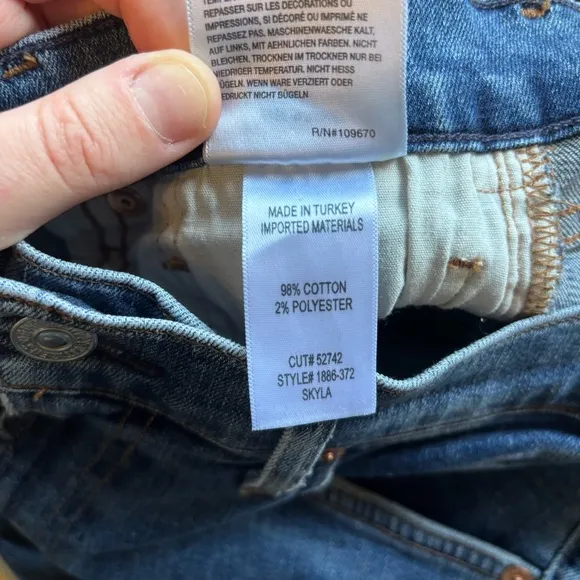 REPASSER SUR LES DECORATIONS OU
IMPRESSIONS, SI DÉCORÉ OU IMPRIMÉ NE
REPASSEZ PAS. MASCHINENWAESCHE KALT,
AUF LINKS, MIT AEHNLICHEN FARBEN. NICHT
BLEICHEN, TROCKNEN IM TROCKNER NUR BEI
NIEDRIGER TEMPERATUR. NICHT HEISS
BÜGELN. WENN WARE VERZIERT ODER
BEDRUCKT NICHT BÜGELN.
R/N#109670
MADE IN TURKEY
IMPORTED MATERIALS
98% COTTON
2% POLYESTER
CUT# 52742
STYLE# 1886-372
SKYLA